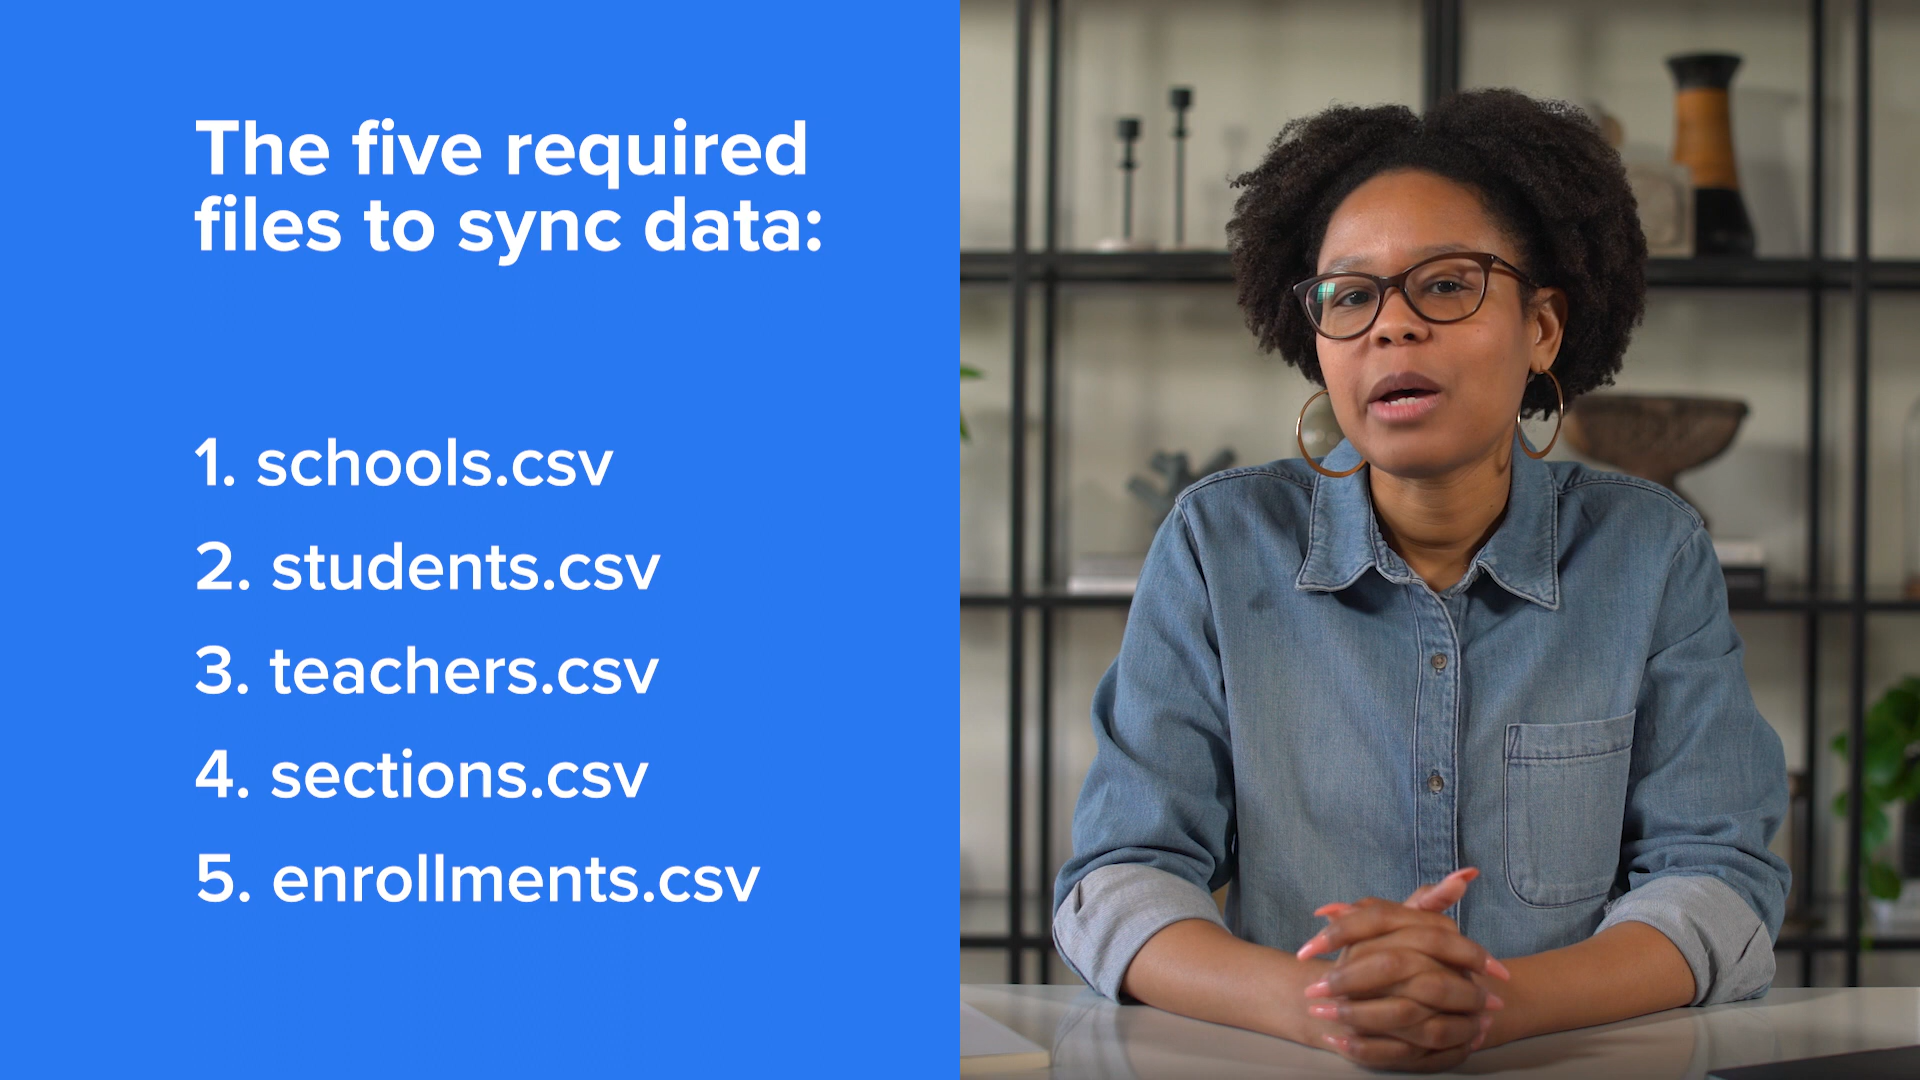 The five required
files to sync data:
1. schools.csv
2. students.csv
3. teachers.csv
4. sections.csv
5. enrollments.csv